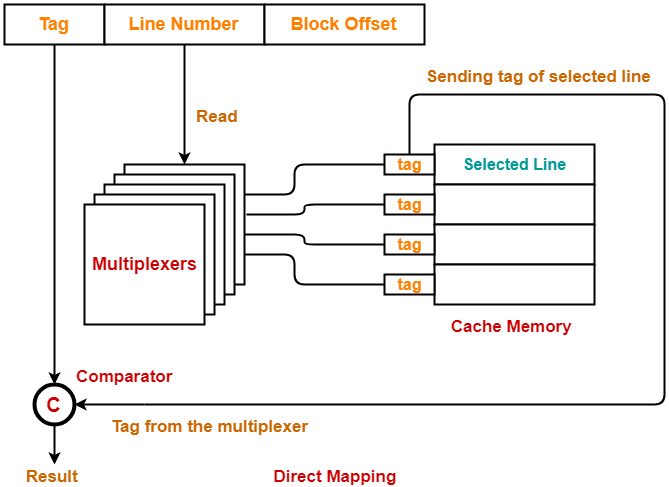 Tag Line Number Block Offset
Sending tag of selected line
Read
tag Selected Line
tag
tag
tag
Multiplexers
Cache Memory
Comparator
C
Tag from the multiplexer
Result
Direct Mapping